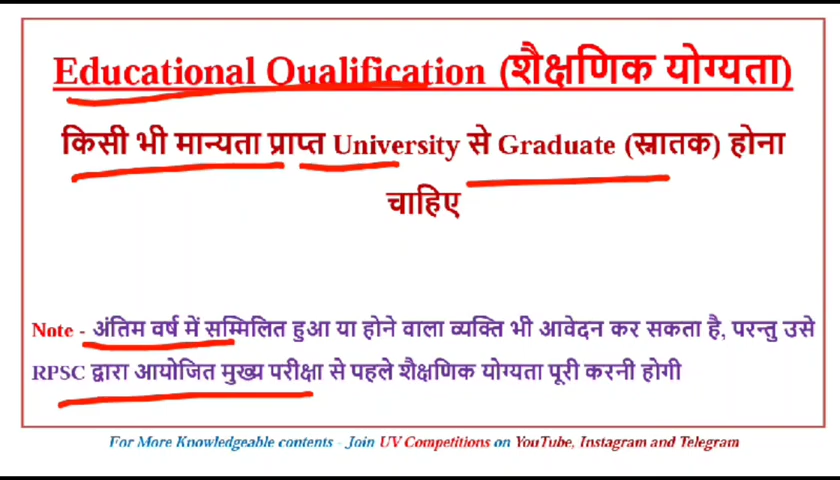 Educational Qualification (शैक्षणिक योग्यता)
किसी भी मान्यता प्राप्त University से Graduate (स्नातक) होना
चाहिए
Note - अंतिम वर्ष में सम्मिलित हुआ या होने वाला व्यक्ति भी आवेदन कर सकता है, परन्तु उसे
RPSC द्वारा आयोजित मुख्य परीक्षा से पहले शैक्षणिक योग्यता पूरी करनी होगी
For More Knowledgeable contents - Join UV Competitions on YouTube, Instagram and Telegram